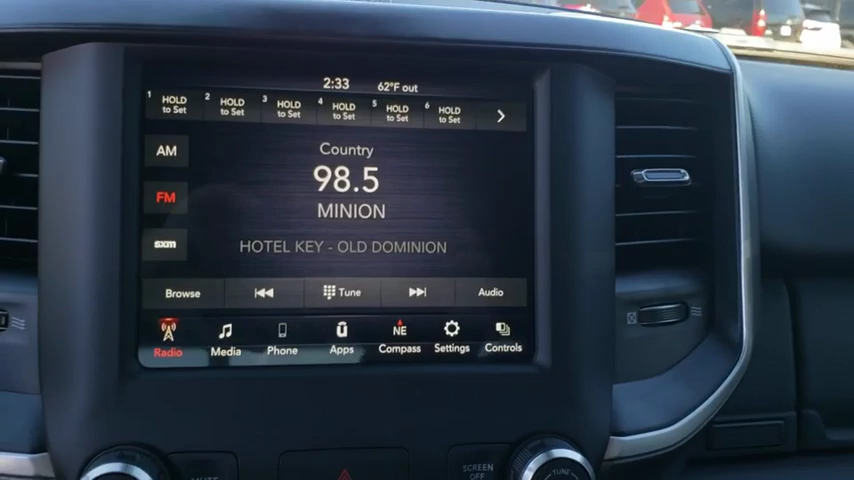 2:33
62°F out
1 HOLD to Set
2 HOLD to Set
3 HOLD to Set
4 HOLD to Set
5 HOLD to Set
6 HOLD to Set
AM
Country
98.5
FM
MINION
sxm
HOTEL KEY - OLD DOMINION
Browse
Tune
Audio
NE
Radio
Media
Phone
Apps
Compass
Settings
Controls
MUTE
SCREEN
OFF
TUNE